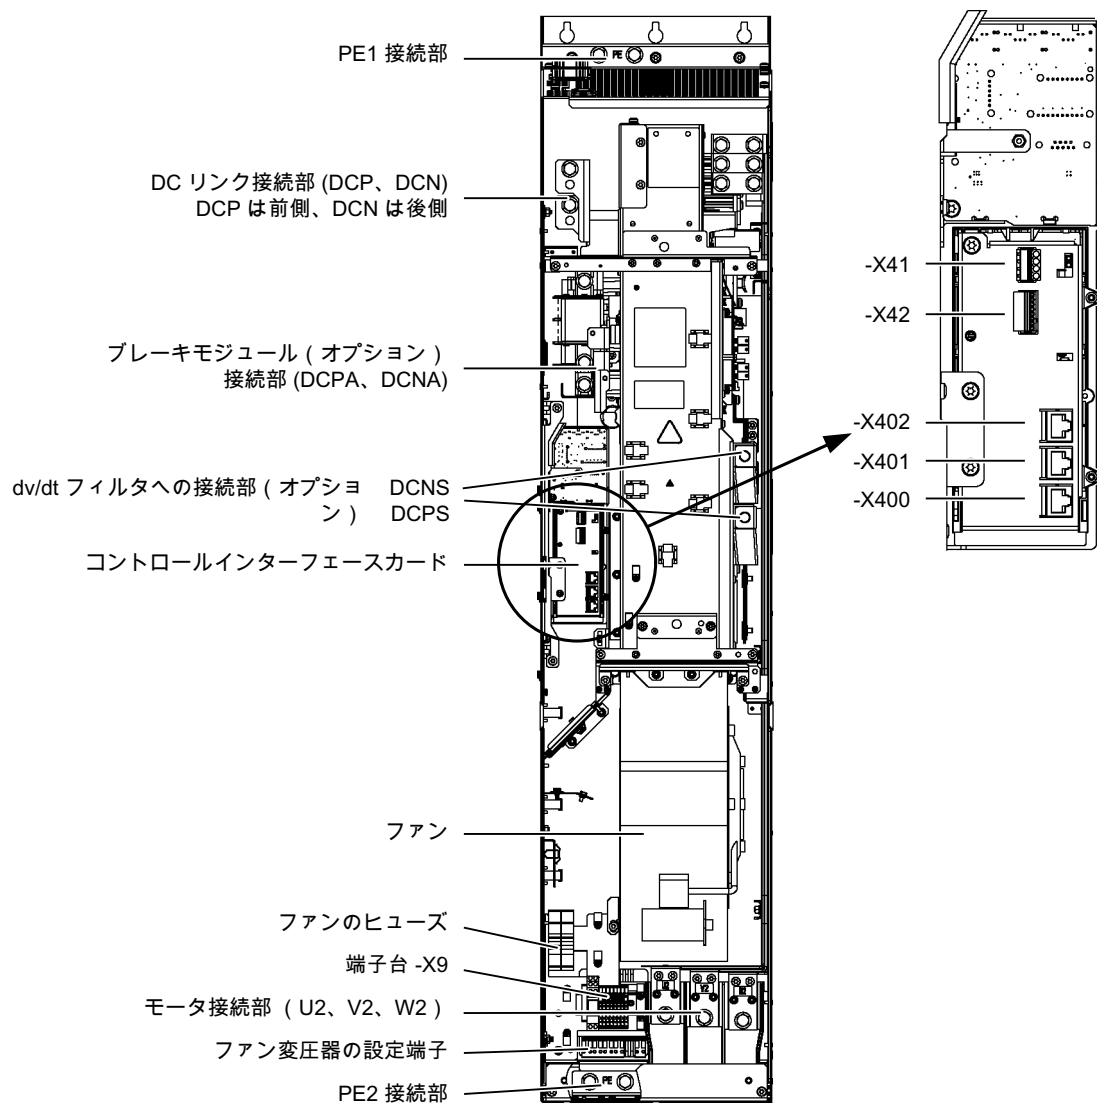 PE1 接続部
PE
DC リンク接続部 (DCP、DCN)
DCP は前側、DCN は後側
-X41
-X42
ブレーキモジュール ( オプション )
接続部 (DCPA、DCNA)
-X402
-X401
-X400
dv/dt フィルタへの接続部 ( オプショ
ン )
DCNS
DCPS
コントロールインターフェースカード
ファン
ファンのヒューズ
端子台 -X9
U2
V2
W2
モータ接続部 ( U2、V2、W2 )
ファン変圧器の設定端子
PE
PE2 接続部